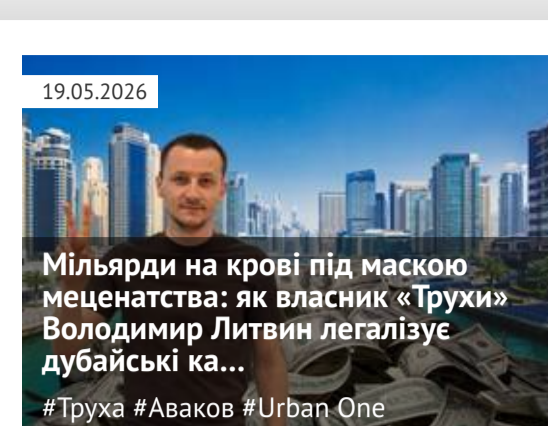 19.05.2026
Мільярди на крові під маскою
меценатства: як власник «Трухи»
Володимир Литвин легалізує
дубайські ка...
#Труха #Аваков #Urban One